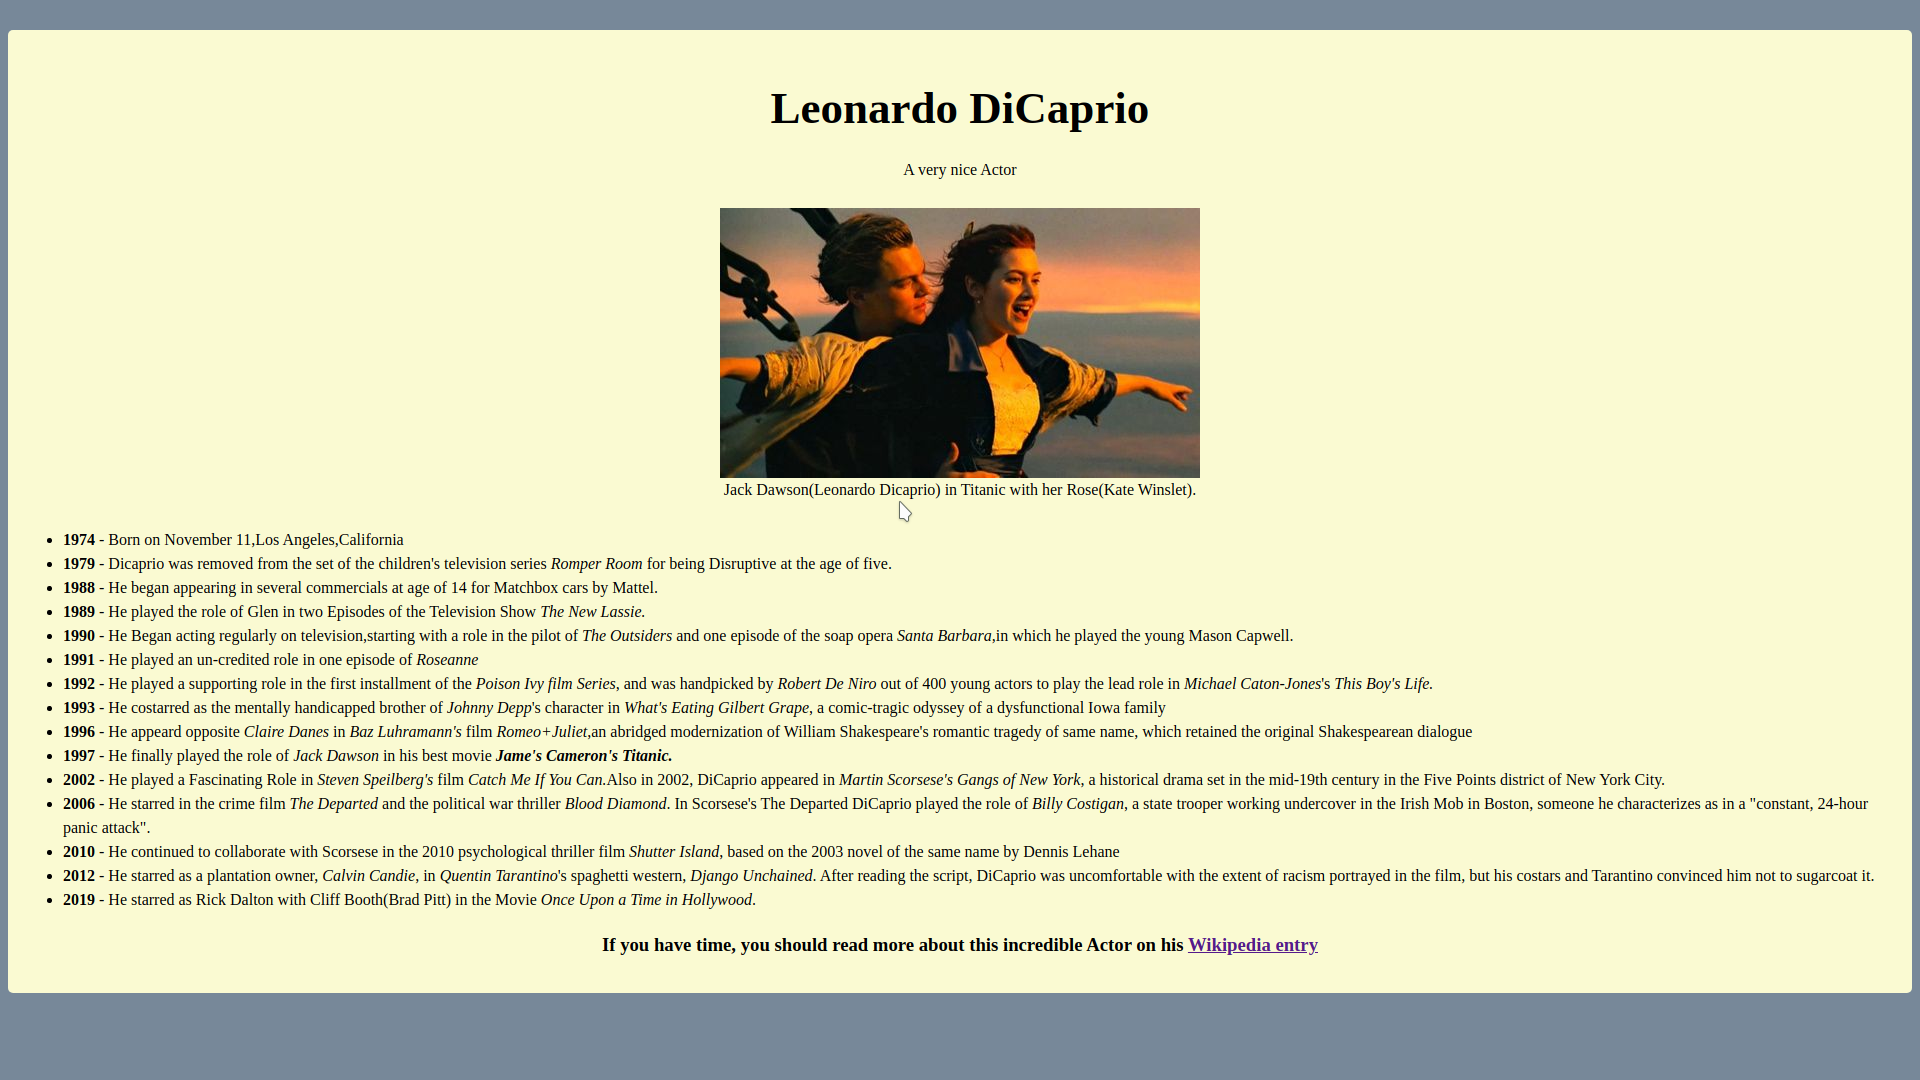 Leonardo DiCaprio
A very nice Actor
Jack Dawson(Leonardo Dicaprio) in Titanic with her Rose(Kate Winslet).
1974 - Born on November 11,Los Angeles,California
1979 - Dicaprio was removed from the set of the children's television series Romper Room for being Disruptive at the age of five.
1988 - He began appearing in several commercials at age of 14 for Matchbox cars by Mattel.
1989 - He played the role of Glen in two Episodes of the Television Show The New Lassie.
1990 - He Began acting regularly on television,starting with a role in the pilot of The Outsiders and one episode of the soap opera Santa Barbara,in which he played the young Mason Capwell.
1991 - He played an un-credited role in one episode of Roseanne
1992 - He played a supporting role in the first installment of the Poison Ivy film Series, and was handpicked by Robert De Niro out of 400 young actors to play the lead role in Michael Caton-Jones's This Boy's Life.
1993 - He costarred as the mentally handicapped brother of Johnny Depp's character in What's Eating Gilbert Grape, a comic-tragic odyssey of a dysfunctional Iowa family
1996 - He appeard opposite Claire Danes in Baz Luhramann's film Romeo+Juliet,an abridged modernization of William Shakespeare's romantic tragedy of same name, which retained the original Shakespearean dialogue
1997 - He finally played the role of Jack Dawson in his best movie Jame's Cameron's Titanic.
2002 - He played a Fascinating Role in Steven Speilberg's film Catch Me If You Can.Also in 2002, DiCaprio appeared in Martin Scorsese's Gangs of New York, a historical drama set in the mid-19th century in the Five Points district of New York City.
2006 - He starred in the crime film The Departed and the political war thriller Blood Diamond. In Scorsese's The Departed DiCaprio played the role of Billy Costigan, a state trooper working undercover in the Irish Mob in Boston, someone he characterizes as in a "constant, 24-hour
panic attack".
2010 - He continued to collaborate with Scorsese in the 2010 psychological thriller film Shutter Island, based on the 2003 novel of the same name by Dennis Lehane
2012 - He starred as a plantation owner, Calvin Candie, in Quentin Tarantino's spaghetti western, Django Unchained. After reading the script, DiCaprio was uncomfortable with the extent of racism portrayed in the film, but his costars and Tarantino convinced him not to sugarcoat it.
2019 - He starred as Rick Dalton with Cliff Booth(Brad Pitt) in the Movie Once Upon a Time in Hollywood.
If you have time, you should read more about this incredible Actor on his Wikipedia entry